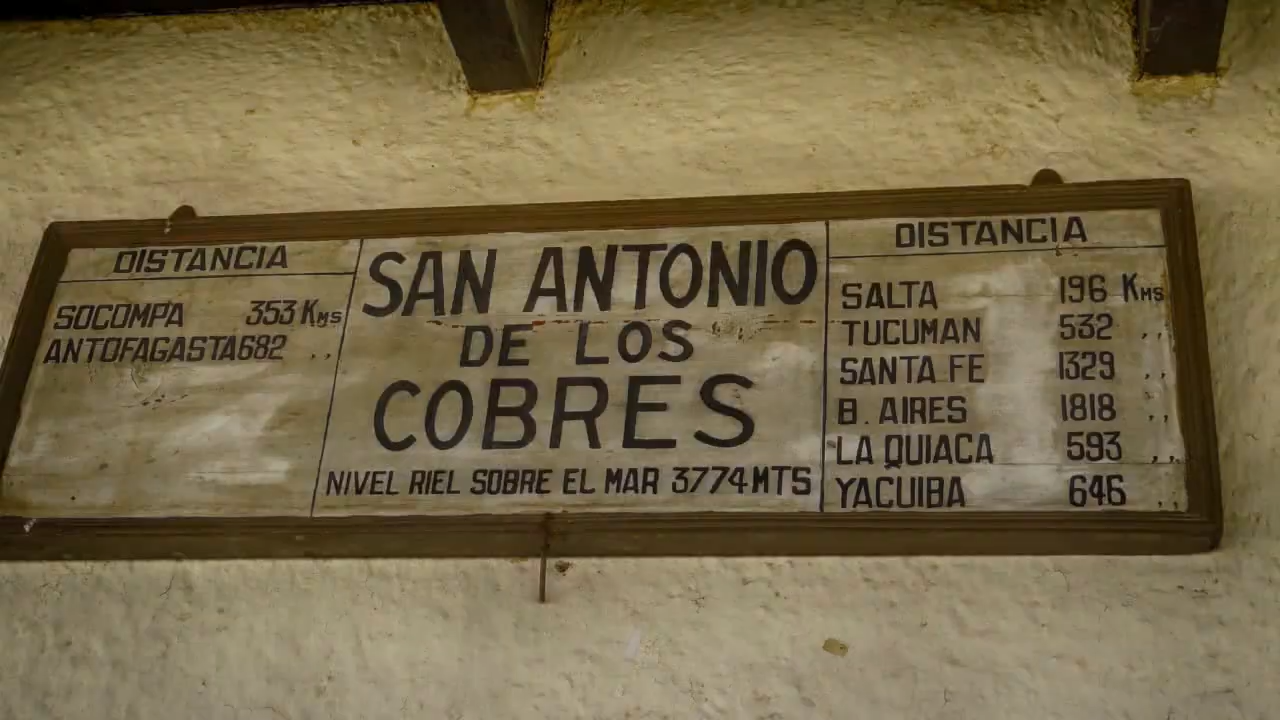 DISTANCIA
SOCOMPA 353 KMS
ANTOFAGASTA 682 ,,
SAN ANTONIO
DE LOS
COBRES
NIVEL RIEL SOBRE EL MAR 3774 MTS
DISTANCIA
SALTA 196 KMS
TUCUMAN 532 ,,
SANTA FE 1329 ,,
B. AIRES 1818 ,,
LA QUIACA 593 ,,
YACUIBA 646 ,,